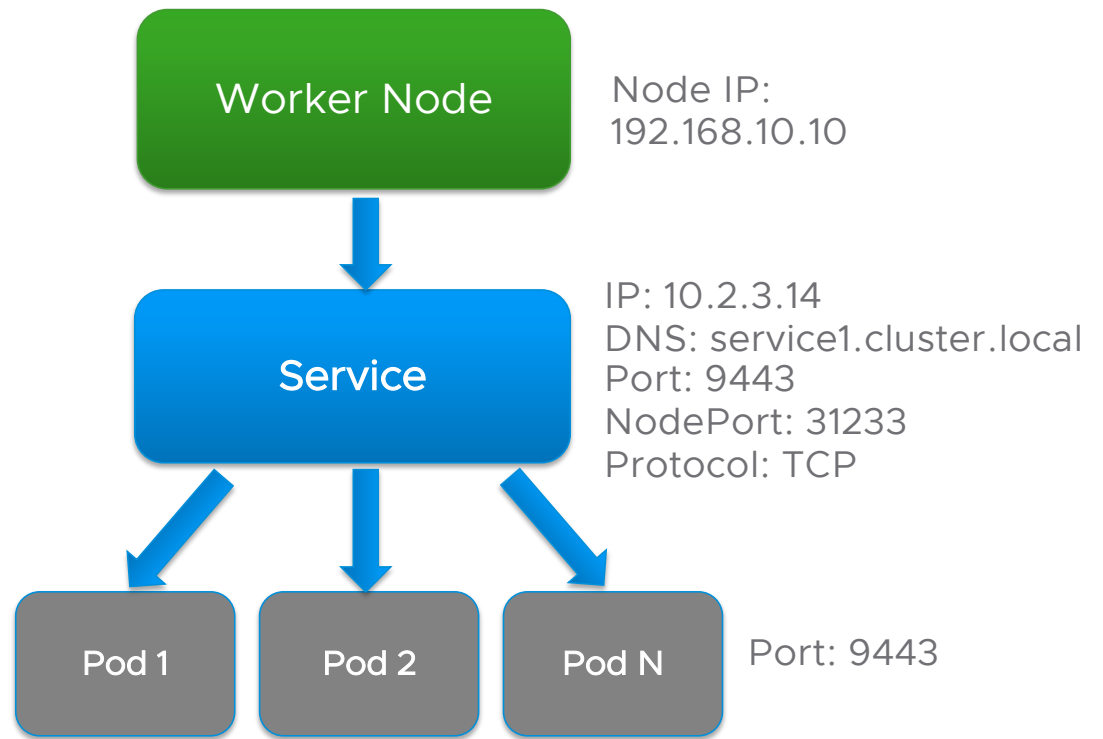 Worker Node
Node IP:
192.168.10.10
Service
IP: 10.2.3.14
DNS: service1.cluster.local
Port: 9443
NodePort: 31233
Protocol: TCP
Pod 1
Pod 2
Pod N
Port: 9443